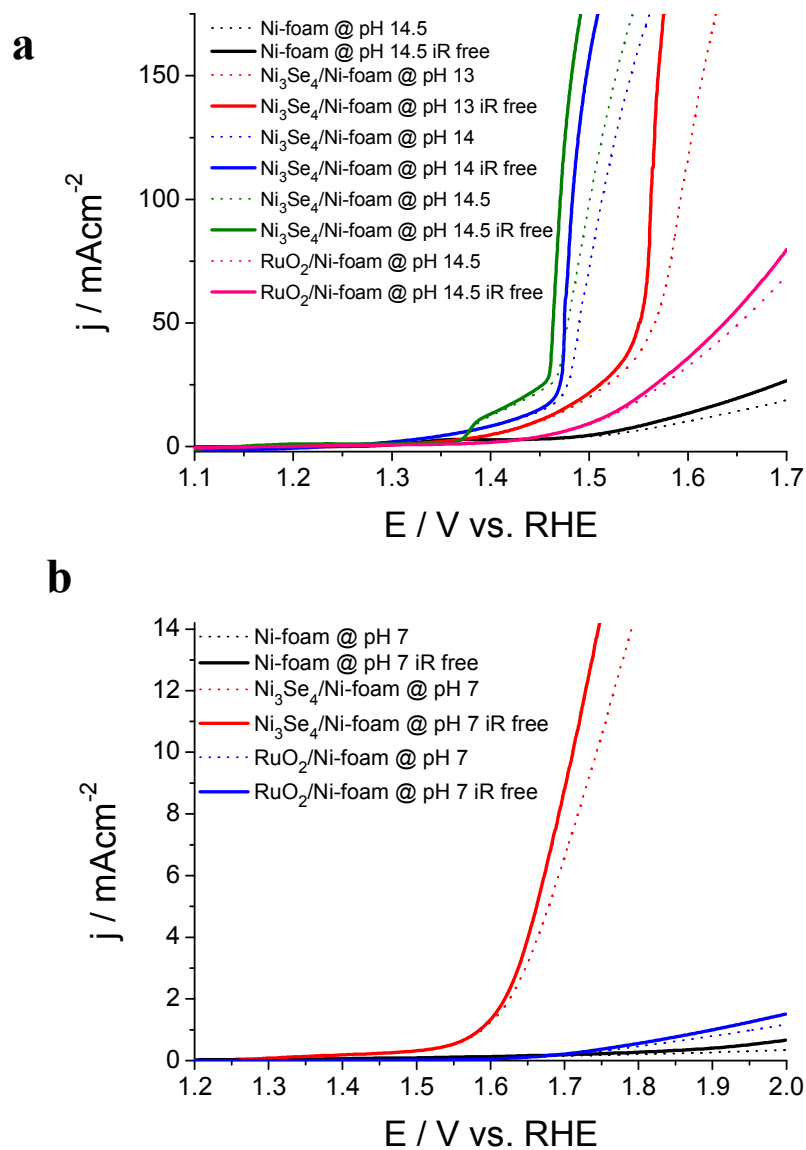 a
j / mAcm⁻²
175
125
100
50
0
Ni-foam @ pH 14.5
Ni-foam @ pH 14.5 iR free
Ni₃Se₄/Ni-foam @ pH 13
Ni₃Se₄/Ni-foam @ pH 13 iR free
Ni₃Se₄/Ni-foam @ pH 14
Ni₃Se₄/Ni-foam @ pH 14 iR free
Ni₃Se₄/Ni-foam @ pH 14.5
Ni₃Se₄/Ni-foam @ pH 14.5 iR free
RuO₂/Ni-foam @ pH 14.5
RuO₂/Ni-foam @ pH 14.5 iR free
1.1 1.2 1.3 1.4 1.5 1.6 1.7
E / V vs. RHE
b
j / mAcm⁻²
14
12
10
8
6
4
2
0
Ni-foam @ pH 7
Ni-foam @ pH 7 iR free
Ni₃Se₄/Ni-foam @ pH 7
Ni₃Se₄/Ni-foam @ pH 7 iR free
RuO₂/Ni-foam @ pH 7
RuO₂/Ni-foam @ pH 7 iR free
1.2 1.3 1.4 1.5 1.6 1.7 1.8 1.9 2.0
E / V vs. RHE